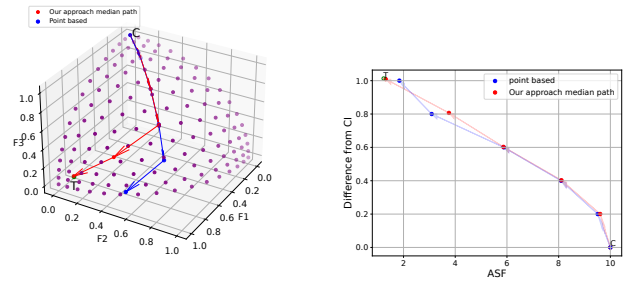 Our approach median path
Point based
C
T
1.0
0.8
0.6
0.4
0.2
0.0
F3
0.0
0.2
0.4
0.6
0.8
1.0
F2
0.0
0.2
0.4
0.6
0.8
1.0
F1
point based
Our approach median path
T
C
1.0
0.8
0.6
0.4
0.2
0.0
Difference from CI
2
4
6
8
10
ASF